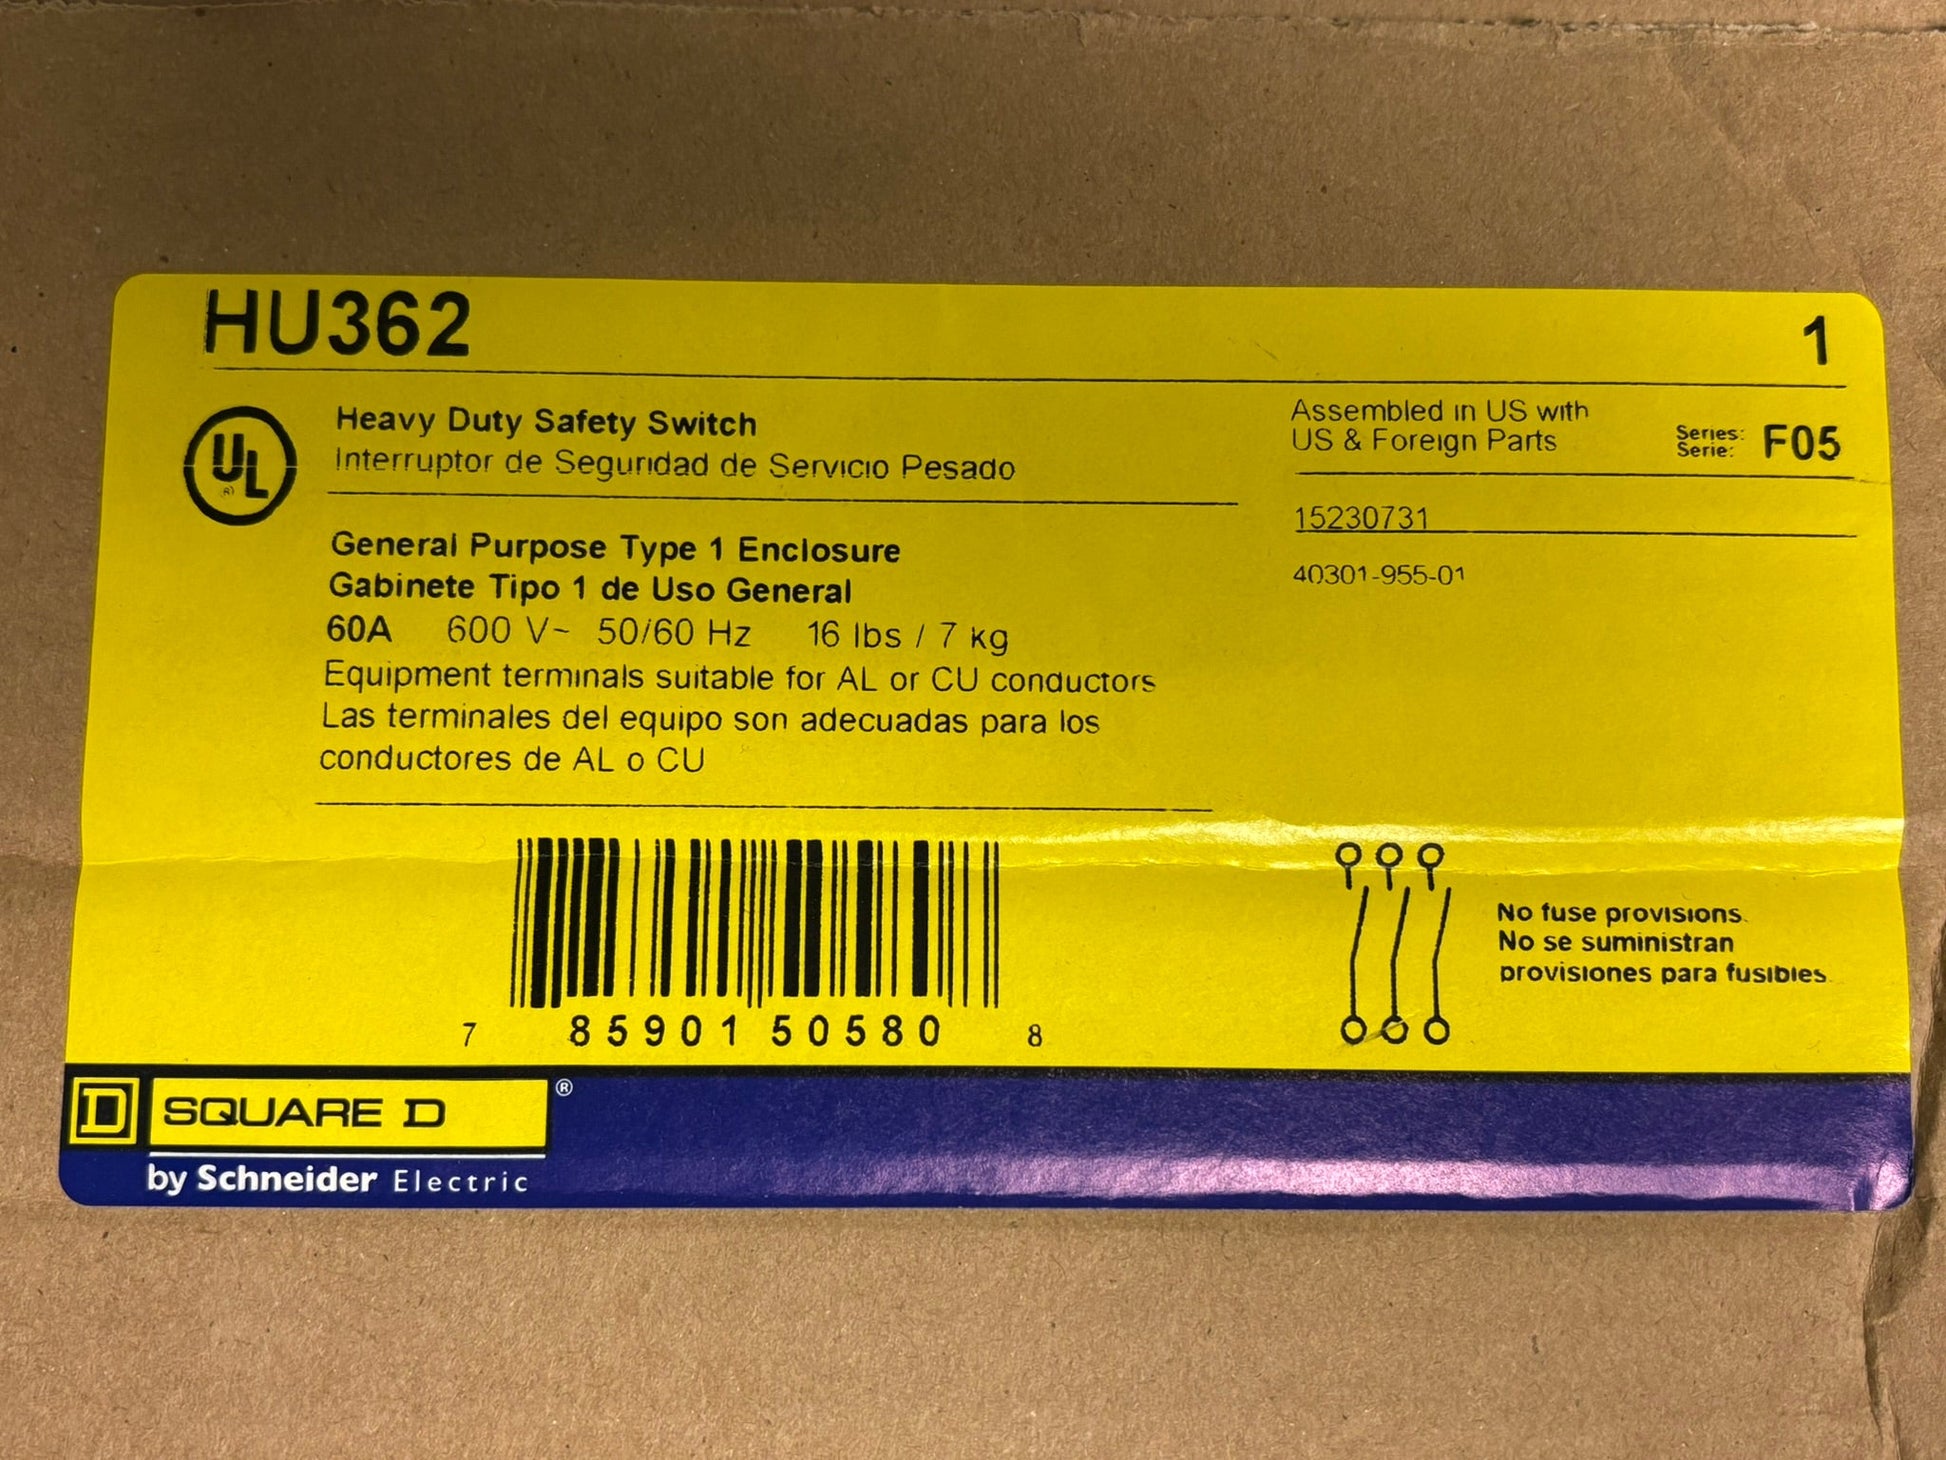 HU362
1
UL
®
Heavy Duty Safety Switch
Interruptor de Seguridad de Servicio Pesado
Assembled in US with
US & Foreign Parts
Series:
Serie:
F05
15230731
40301-955-01
General Purpose Type 1 Enclosure
Gabinete Tipo 1 de Uso General
60A 600 V~ 50/60 Hz 16 lbs / 7 kg
Equipment terminals suitable for AL or CU conductors
Las terminales del equipo son adecuadas para los
conductores de AL o CU
7 85901 50580 8
No fuse provisions.
No se suministran
provisiones para fusibles.
D SQUARE D ®
by Schneider Electric